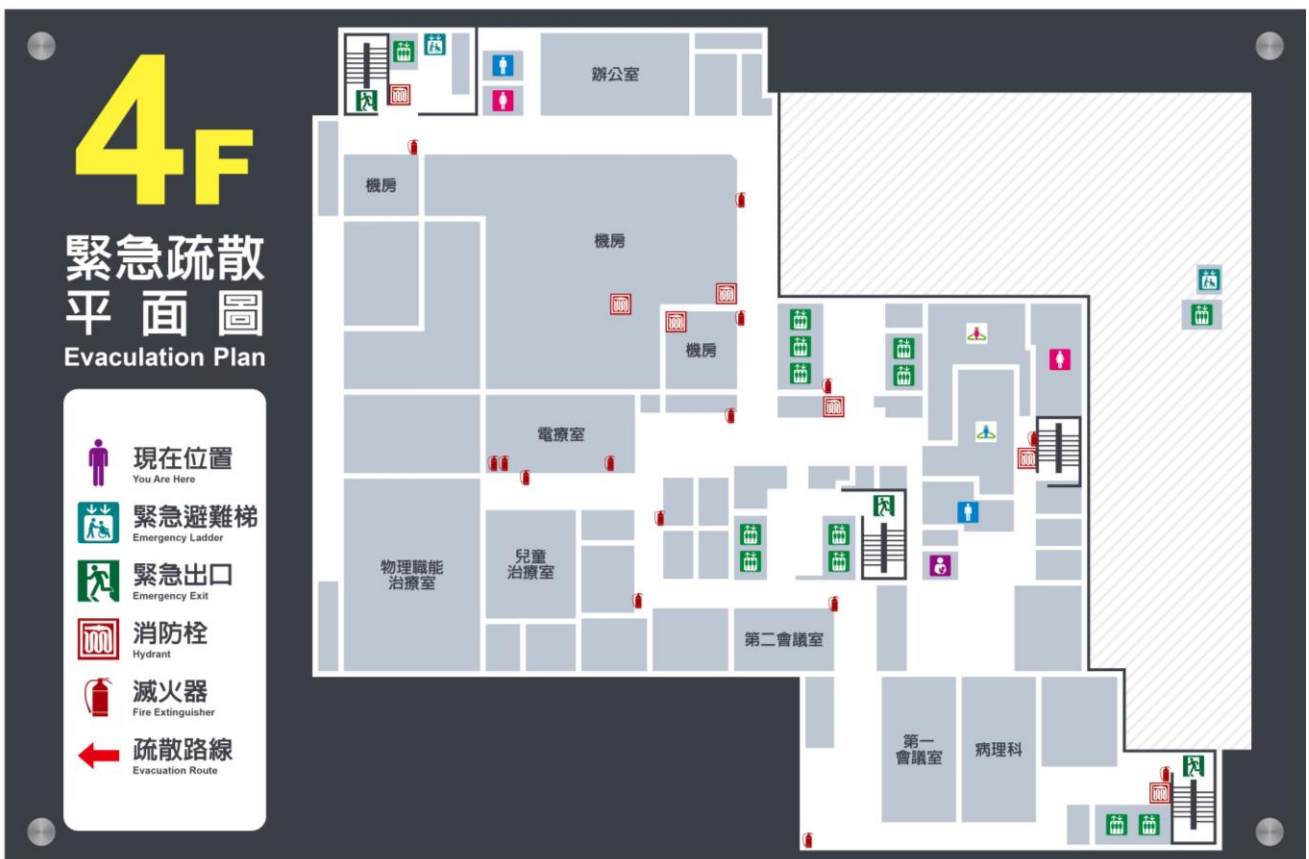 4F
緊急疏散
平面圖
Evaculation Plan
現在位置
You Are Here
緊急避難梯
Emergency Ladder
緊急出口
Emergency Exit
消防栓
Hydrant
滅火器
Fire Extinguisher
疏散路線
Evacuation Route
辦公室
機房
機房
機房
電療室
物理職能
治療室
兒童
治療室
第二會議室
第一
會議室
病理科